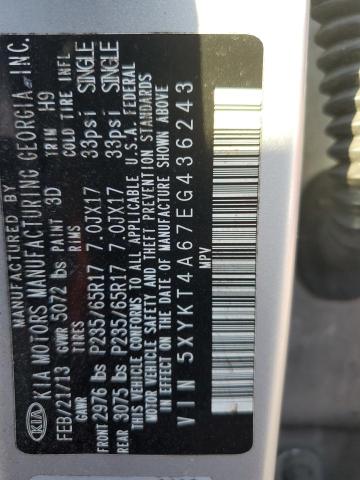 KIA
MANUFACTURED BY
KIA MOTORS MANUFACTURING GEORGIA, INC.
FEB/21/13 GVWR 5072 lbs PAINT 3D TRIM H9
GAWR TIRES RIMS COLD TIRE INFL
FRONT 2976 lbs P235/65R17 7.0JX17 33psi SINGLE
REAR 3075 lbs P235/65R17 7.0JX17 33psi SINGLE
THIS VEHICLE CONFORMS TO ALL APPLICABLE U.S.A. FEDERAL
MOTOR VEHICLE SAFETY AND THEFT PREVENTION STANDARDS
IN EFFECT ON THE DATE OF MANUFACTURE SHOWN ABOVE
VIN 5XYKT4A67EG436243
MPV